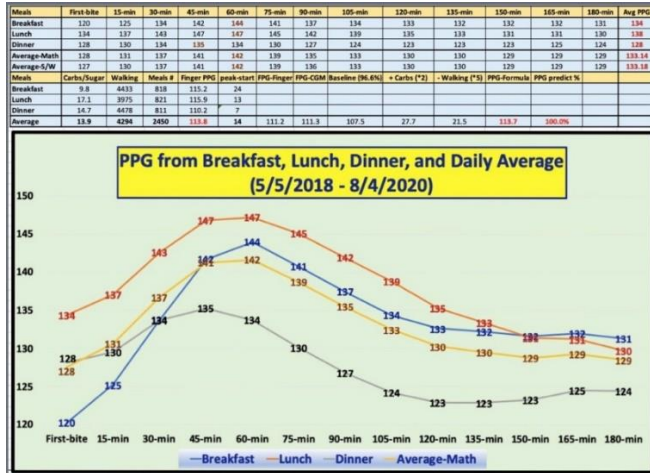 Meals First-bite 15-min 30-min 45-min 60-min 75-min 90-min 105-min 120-min 135-min 150-min 165-min 180-min Avg PPG
Breakfast 120 125 134 142 144 141 137 134 133 132 132 132 131 134
Lunch 134 137 143 147 147 145 142 139 135 133 131 131 130 138
Dinner 128 130 134 135 134 130 127 124 123 123 123 125 124 128
Average-Math 128 131 137 141 142 139 135 133 130 130 129 129 129 133.14
Average-S/W 127 130 137 141 142 139 136 133 130 130 129 129 129 133.18
Meals Carbs/Sugar Walking Meals # Finger PPG peak-start FPG-Finger FPG-CGM Baseline (96.6%) + Carbs (*2) - Walking (*5) PPG-Formula PPG predict %
Breakfast 9.8 4433 818 115.2 24
Lunch 17.1 3975 821 115.9 13
Dinner 14.7 4478 811 110.2 7
Average 13.9 4294 2450 113.8 14 111.2 111.3 107.5 27.7 21.5 113.7 100.0%
PPG from Breakfast, Lunch, Dinner, and Daily Average
(5/5/2018 - 8/4/2020)
150
145
140
135
130
125
120
134 137 143 147 147 145 142 139 135 133 131 131 130
120 125 142 144 141 137 134 133 132 132 132 131
128 131 137 141 142 139 135 133 130 130 129 129 129
128 130 134 135 134 130 127 124 123 123 123 125 124
First-bite 15-min 30-min 45-min 60-min 75-min 90-min 105-min 120-min 135-min 150-min 165-min 180-min
Breakfast Lunch Dinner Average-Math